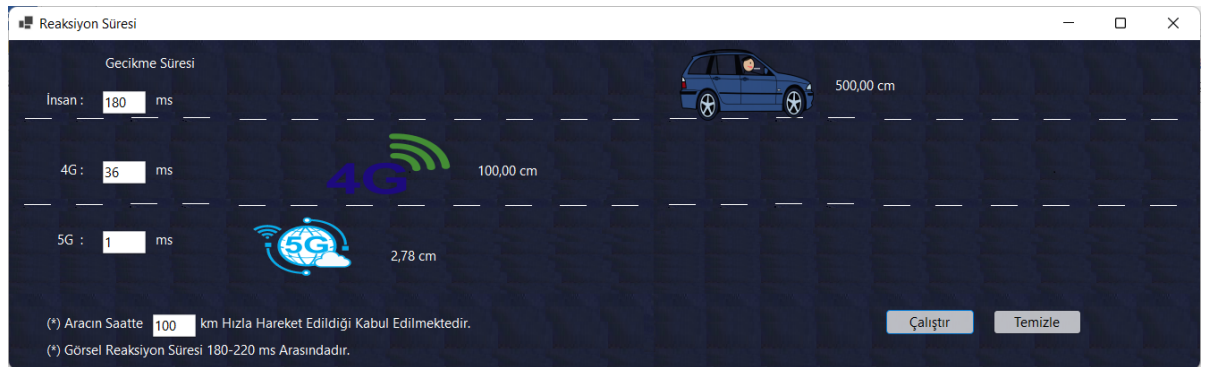 Reaksiyon Süresi
Gecikme Süresi
İnsan : 180 ms
500,00 cm
4G : 36 ms
4G
100,00 cm
5G : 1 ms
5G
2,78 cm
(*) Aracın Saatte 100 km Hızla Hareket Edildiği Kabul Edilmektedir.
Çalıştır
Temizle
(*) Görsel Reaksiyon Süresi 180-220 ms Arasındadır.